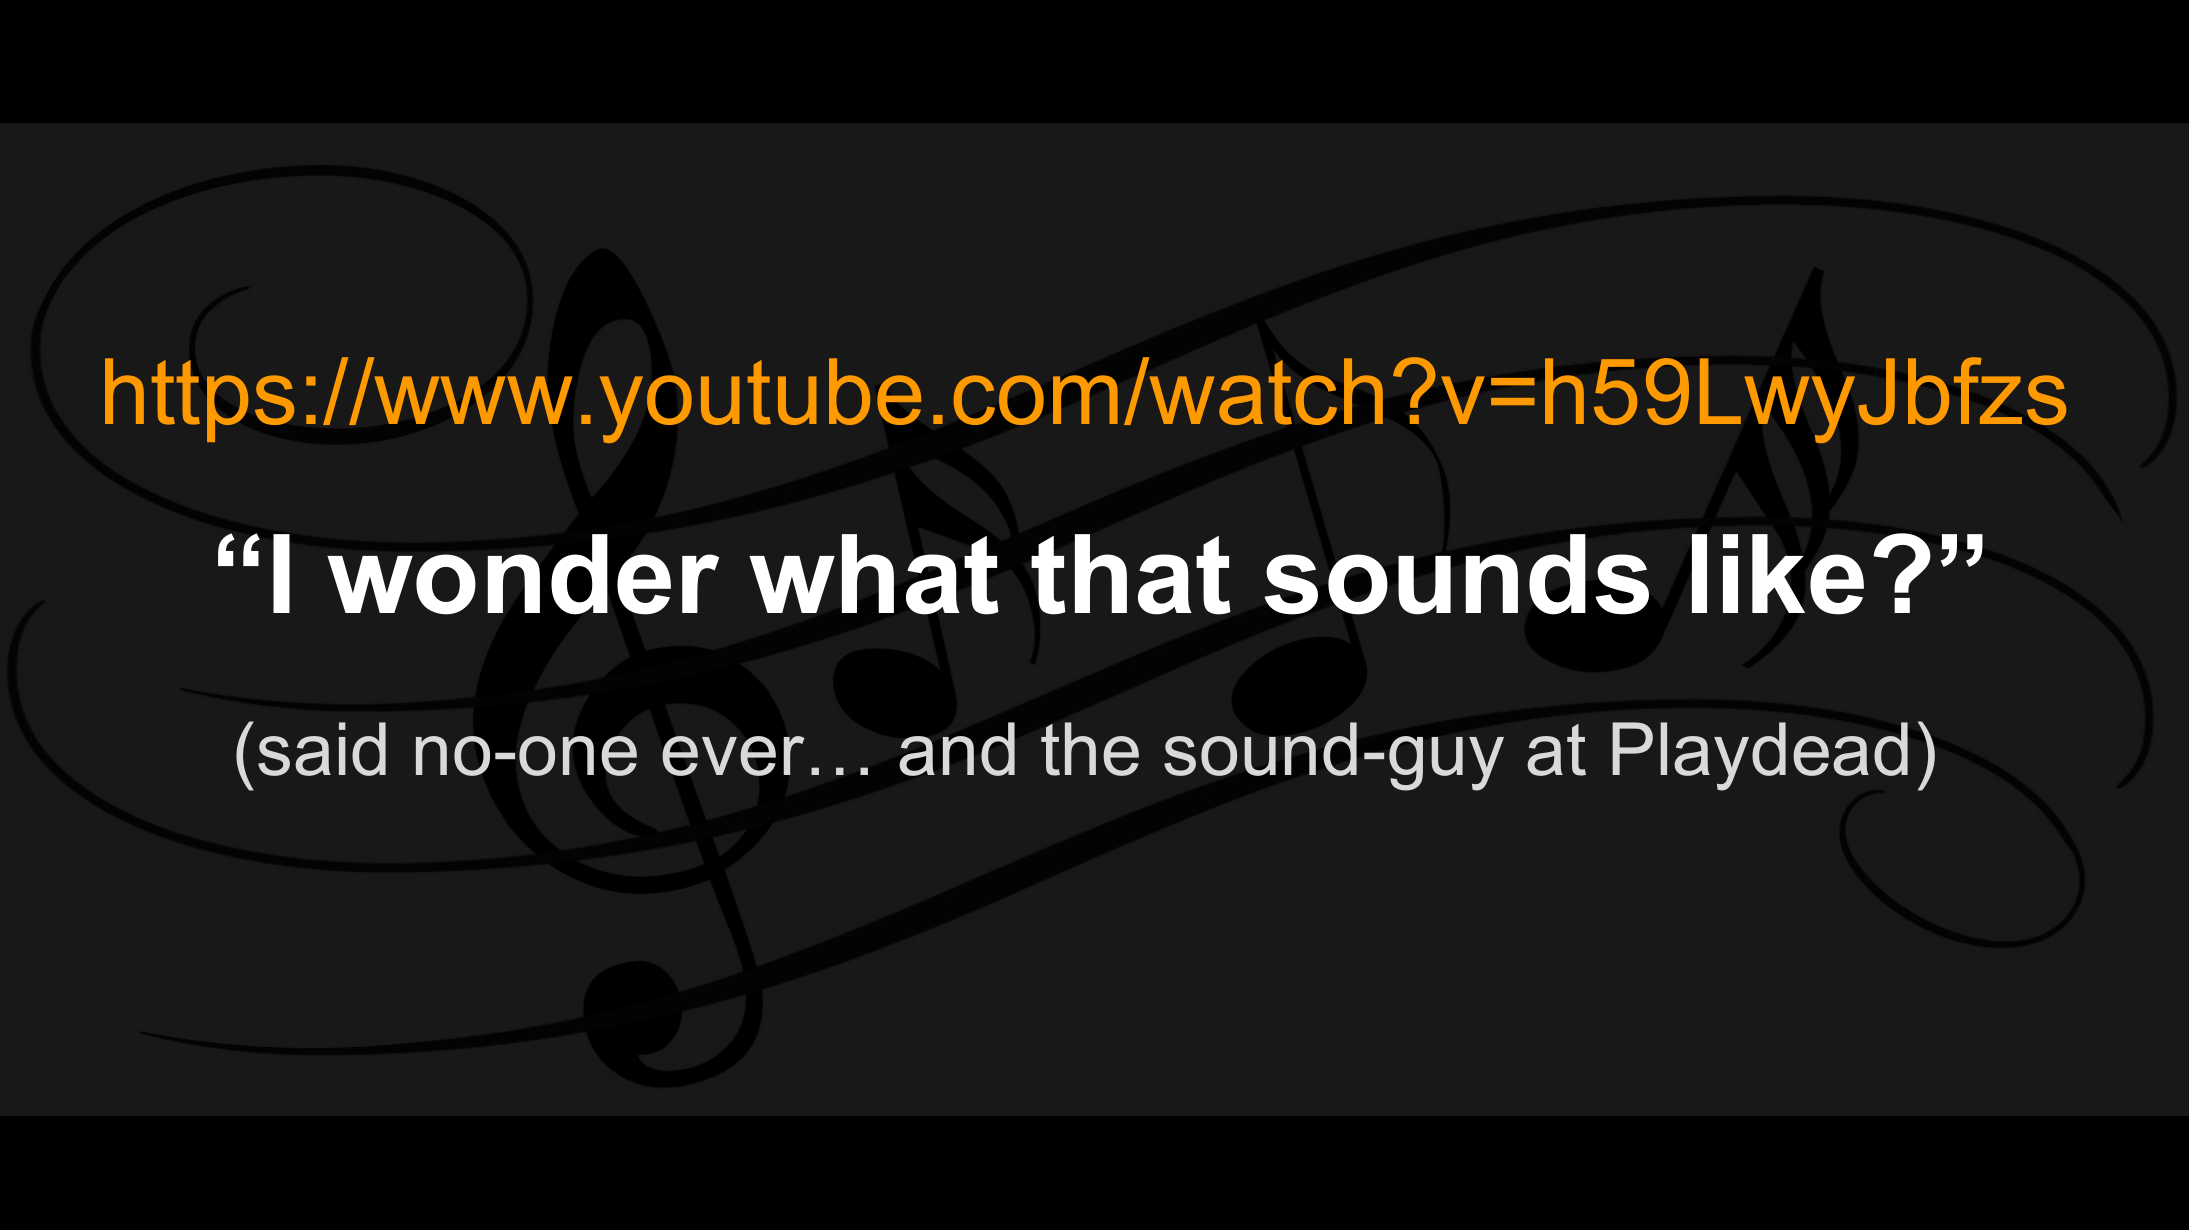 https://www.youtube.com/watch?v=h59LwyJbfzs
“I wonder what that sounds like?”
(said no-one ever… and the sound-guy at Playdead)